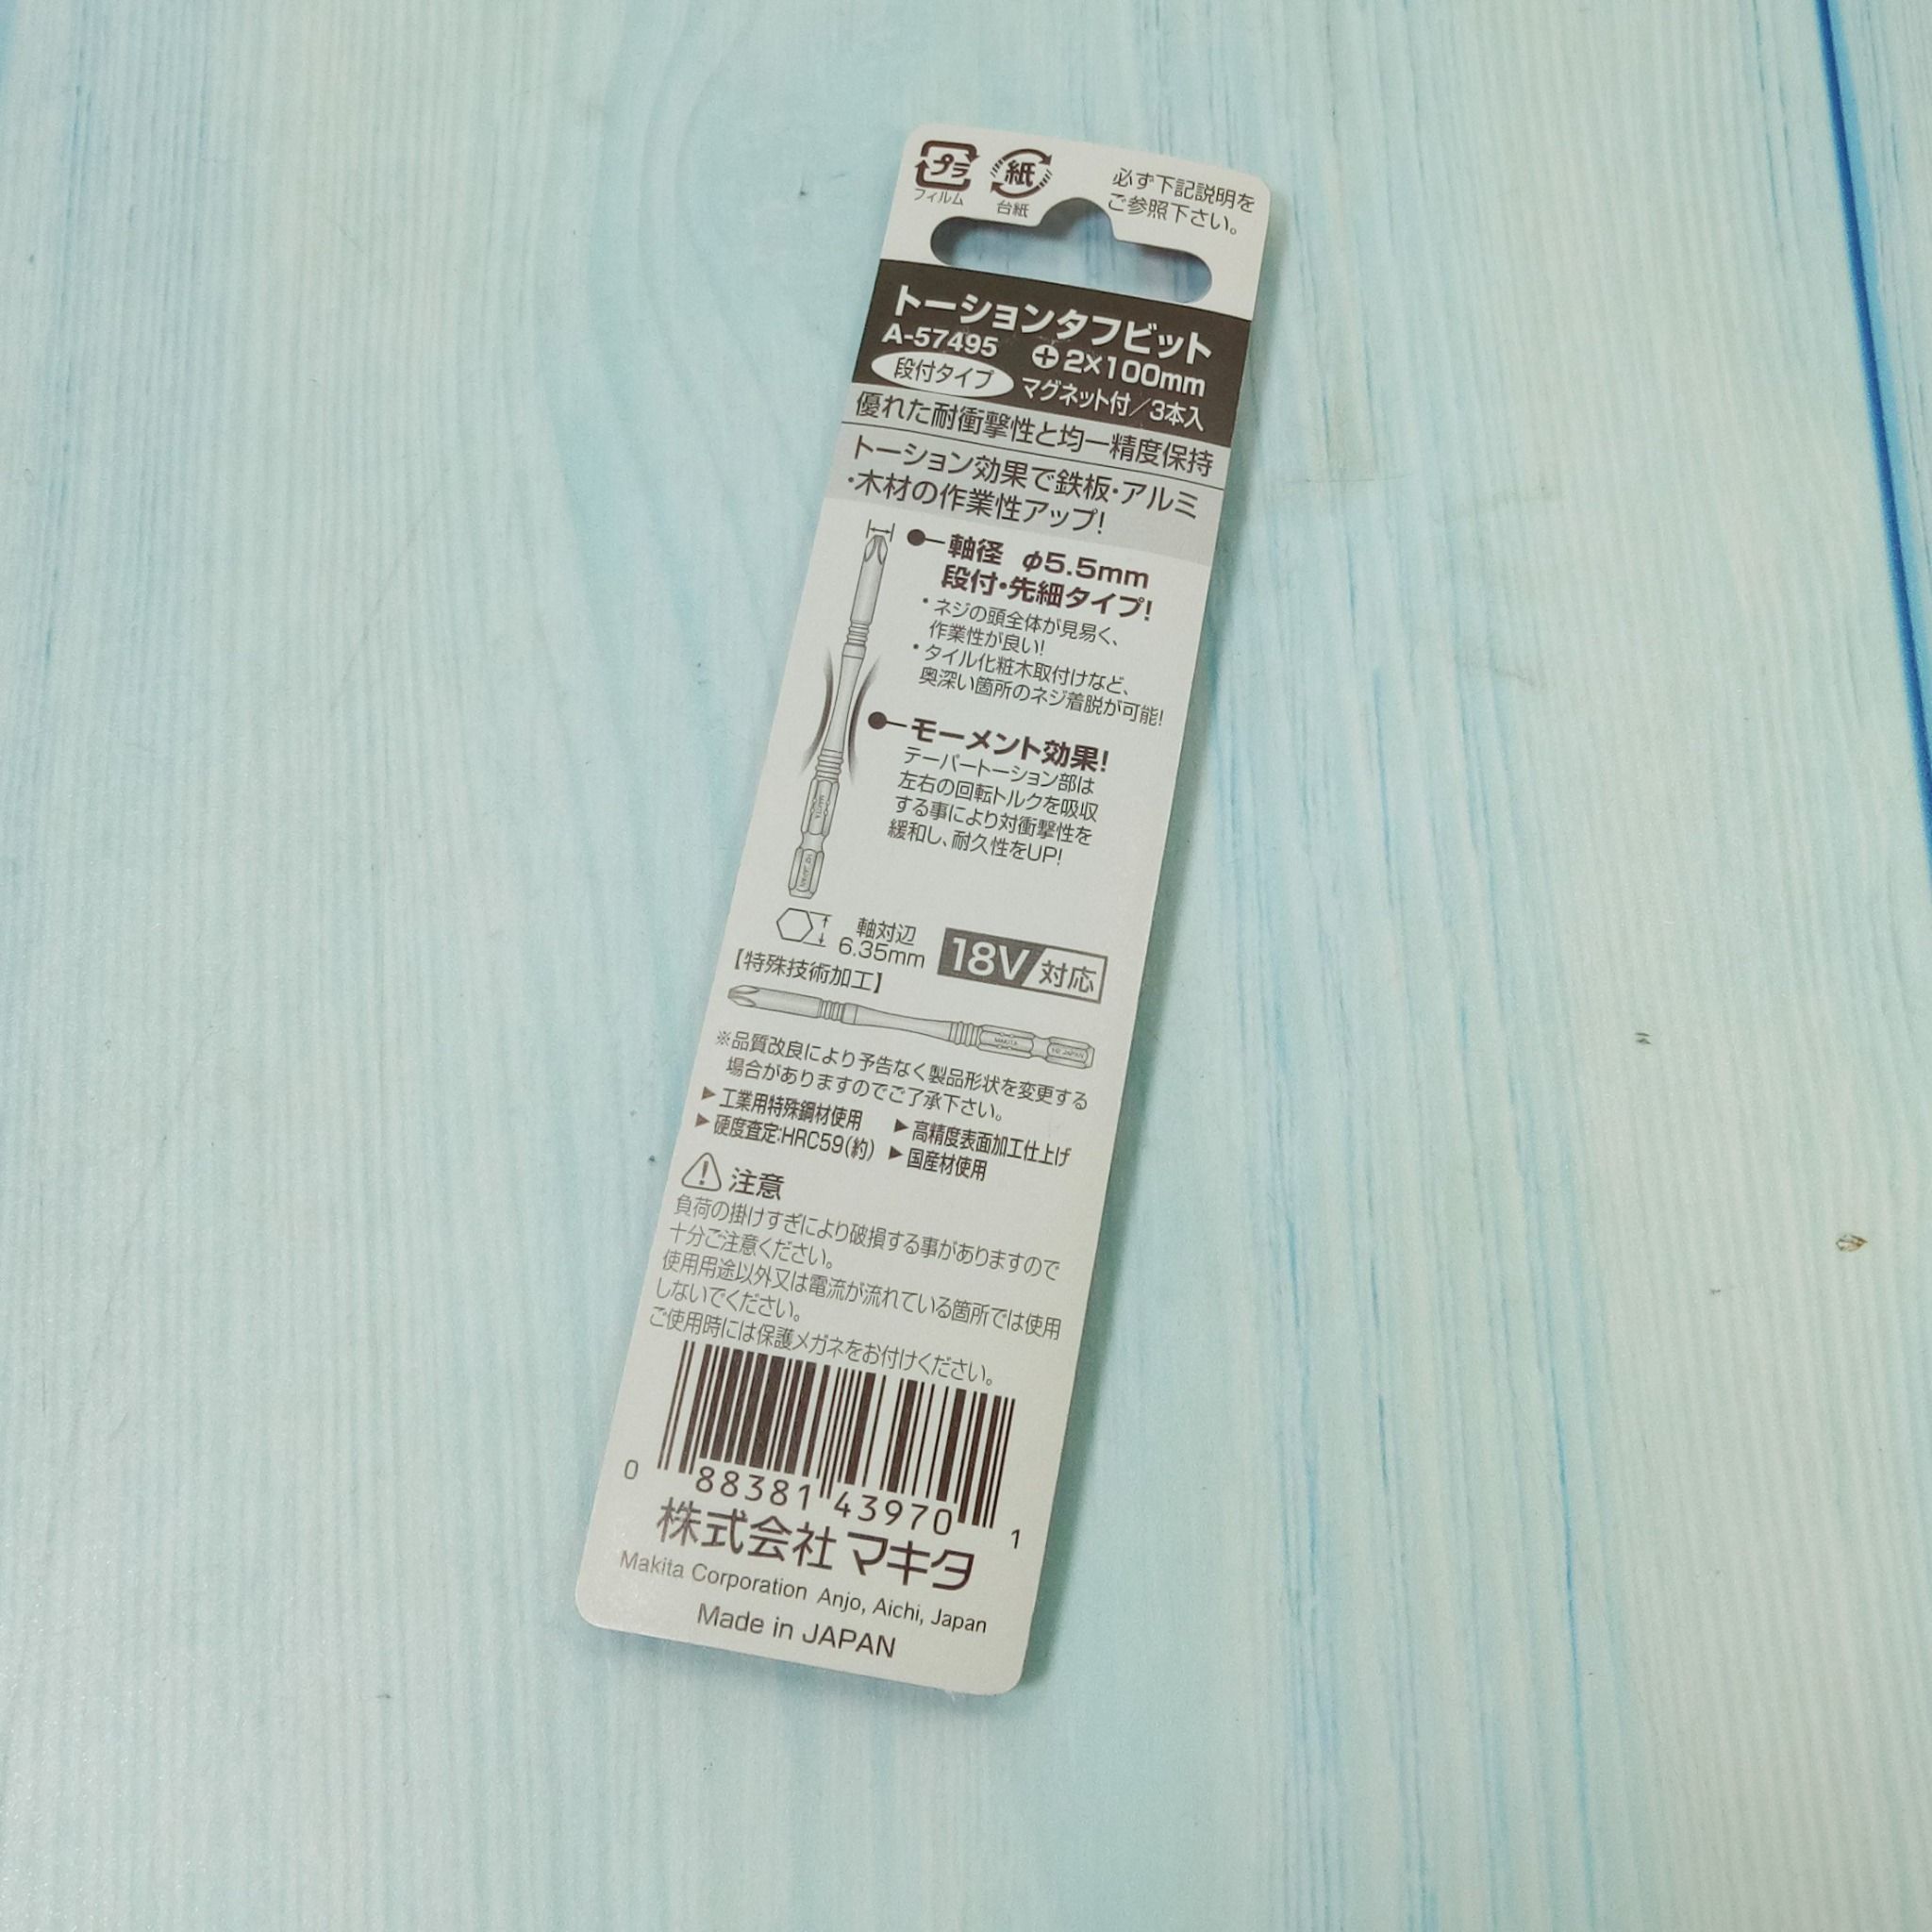 プラ
フィルム
紙
台紙
必ず下記説明を
ご参照下さい。
トーションタフビット
A-57495 ⊕2×100mm
段付タイプ マグネット付/3本入
優れた耐衝撃性と均一精度保持
トーション効果で鉄板・アルミ
・木材の作業性アップ!
軸径 φ5.5mm
段付・先細タイプ!
・ネジの頭全体が見易く、
作業性が良い!
・タイル化粧木取付けなど、
奥深い箇所のネジ着脱が可能!
モーメント効果!
テーパートーション部は
左右の回転トルクを吸収
する事により対衝撃性を
緩和し、耐久性をUP!
MAKITA
JAPAN
軸対辺
6.35mm
18V/対応
【特殊技術加工】
MAKITA
JAPAN
※品質改良により予告なく製品形状を変更する
場合がありますのでご了承下さい。
▶工業用特殊鋼材使用
▶高精度表面加工仕上げ
▶硬度査定:HRC59(約)
▶国産材使用
注意
負荷の掛けすぎにより破損する事がありますので
十分ご注意ください。
使用用途以外又は電流が流れている箇所では使用
しないでください。
ご使用時には保護メガネをお付けください。
0 88381 43970 1
株式会社マキタ
Makita Corporation Anjo, Aichi, Japan
Made in JAPAN